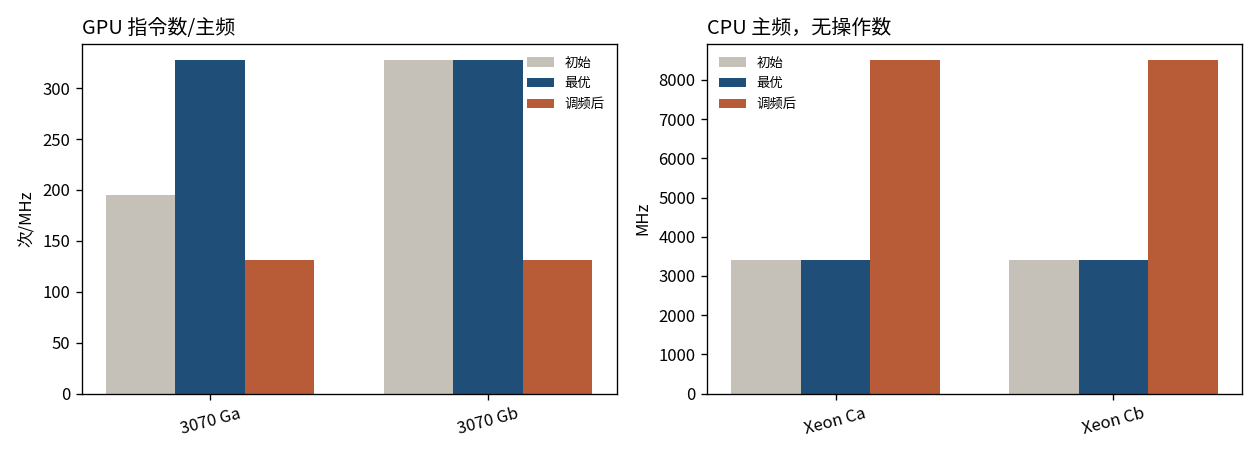 GPU 指令数/主频
次/MHz
300
250
200
150
100
50
0
初始
最优
调频后
3070 Ga
3070 Gb
CPU 主频，无操作数
MHz
8000
7000
6000
5000
4000
3000
2000
1000
0
初始
最优
调频后
Xeon Ca
Xeon Cb